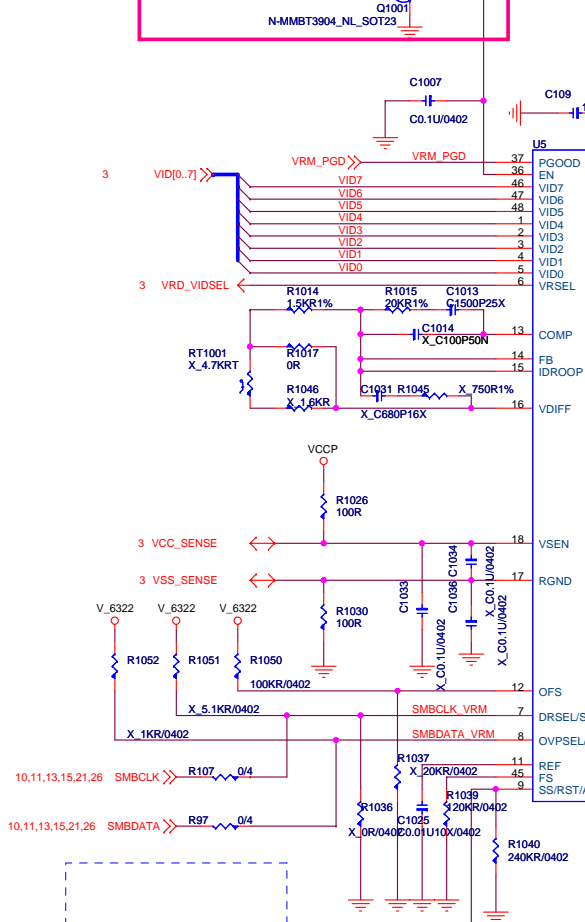 Q1001
N-MMBT3904_NL_SOT23
C1007
C0.1U/0402
C109
1
U5
VRM_PGD
VRM_PGD
37
PGOOD
36
EN
3
VID[0..7]
VID7
46
VID7
VID6
47
VID6
VID5
48
VID5
VID4
1
VID4
VID3
2
VID3
VID2
3
VID2
VID1
4
VID1
VID0
5
VID0
3
VRD_VIDSEL
6
VRSEL
R1014
1.5KR1%
R1015
20KR1%
C1013
C1500P25X
C1014
X_C100P50N
13
COMP
RT1001
X_4.7KRT
R1017
0R
14
FB
15
IDROOP
R1046
X_1.6KR
C1031
R1045
X_750R1%
X_C680P16X
16
VDIFF
VCCP
R1026
100R
3
VCC_SENSE
18
VSEN
C1034
X_C0.1U/0402
3
VSS_SENSE
17
RGND
R1030
100R
C1033
X_C0.1U/0402
C1036
X_C0.1U/0402
V_6322
V_6322
V_6322
R1052
R1051
R1050
100KR/0402
12
OFS
X_5.1KR/0402
SMBCLK_VRM
7
DRSEL/S
X_1KR/0402
SMBDATA_VRM
8
OVPSEL/
10,11,13,15,21,26
SMBCLK
R107
0/4
R1037
X_20KR/0402
11
REF
45
FS
9
SS/RST/A
10,11,13,15,21,26
SMBDATA
R97
0/4
R1036
X_0R/0402
C1025
C0.01U10X/0402
R1039
120KR/0402
R1040
240KR/0402